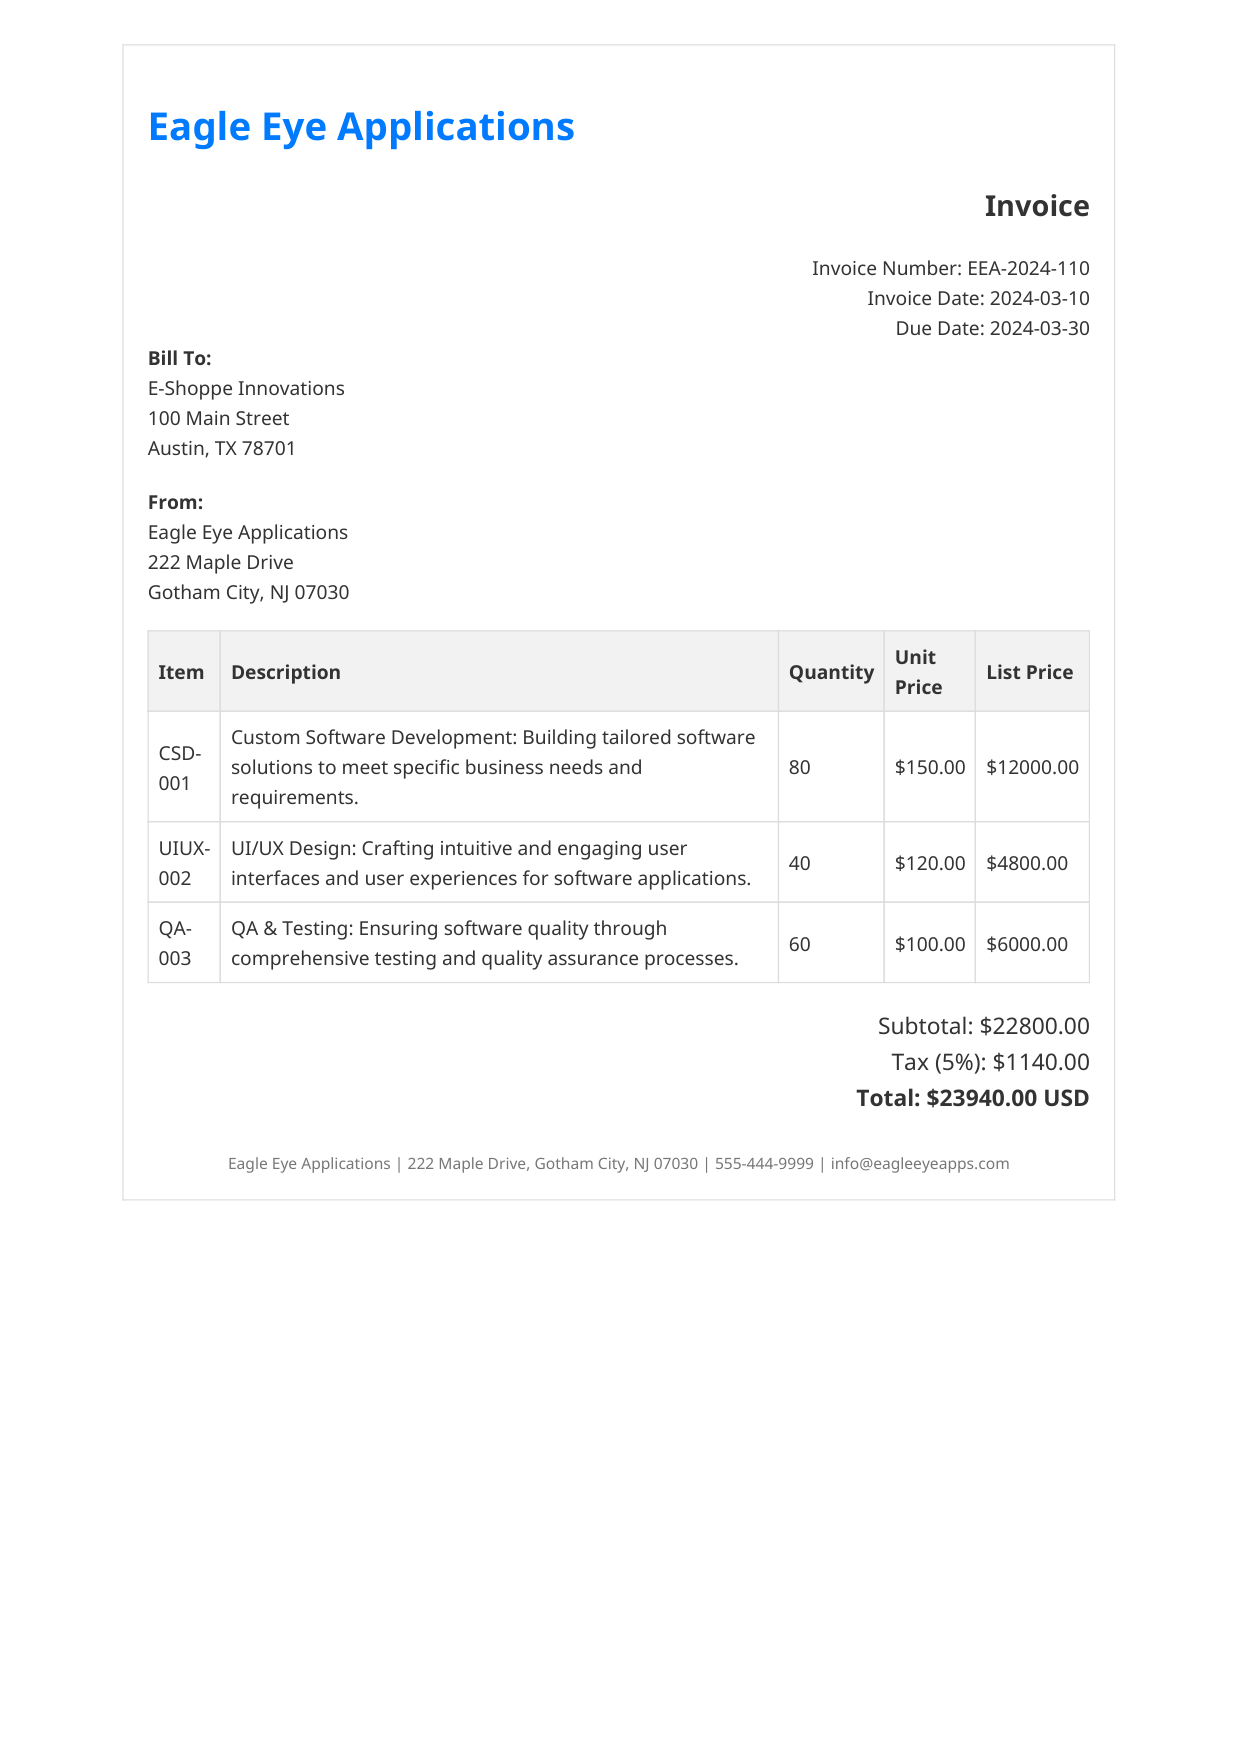 Eagle Eye Applications
Invoice
Invoice Number: EEA-2024-110
Invoice Date: 2024-03-10
Due Date: 2024-03-30
Bill To:
E-Shoppe Innovations
100 Main Street
Austin, TX 78701
From:
Eagle Eye Applications
222 Maple Drive
Gotham City, NJ 07030
Item Description Quantity Unit Price List Price
CSD-001 Custom Software Development: Building tailored software
solutions to meet specific business needs and
requirements. 80 $150.00 $12000.00
UIUX-002 UI/UX Design: Crafting intuitive and engaging user
interfaces and user experiences for software applications. 40 $120.00 $4800.00
QA-003 QA & Testing: Ensuring software quality through
comprehensive testing and quality assurance processes. 60 $100.00 $6000.00
Subtotal: $22800.00
Tax (5%): $1140.00
Total: $23940.00 USD
Eagle Eye Applications | 222 Maple Drive, Gotham City, NJ 07030 | 555-444-9999 | info@eagleeyeapps.com